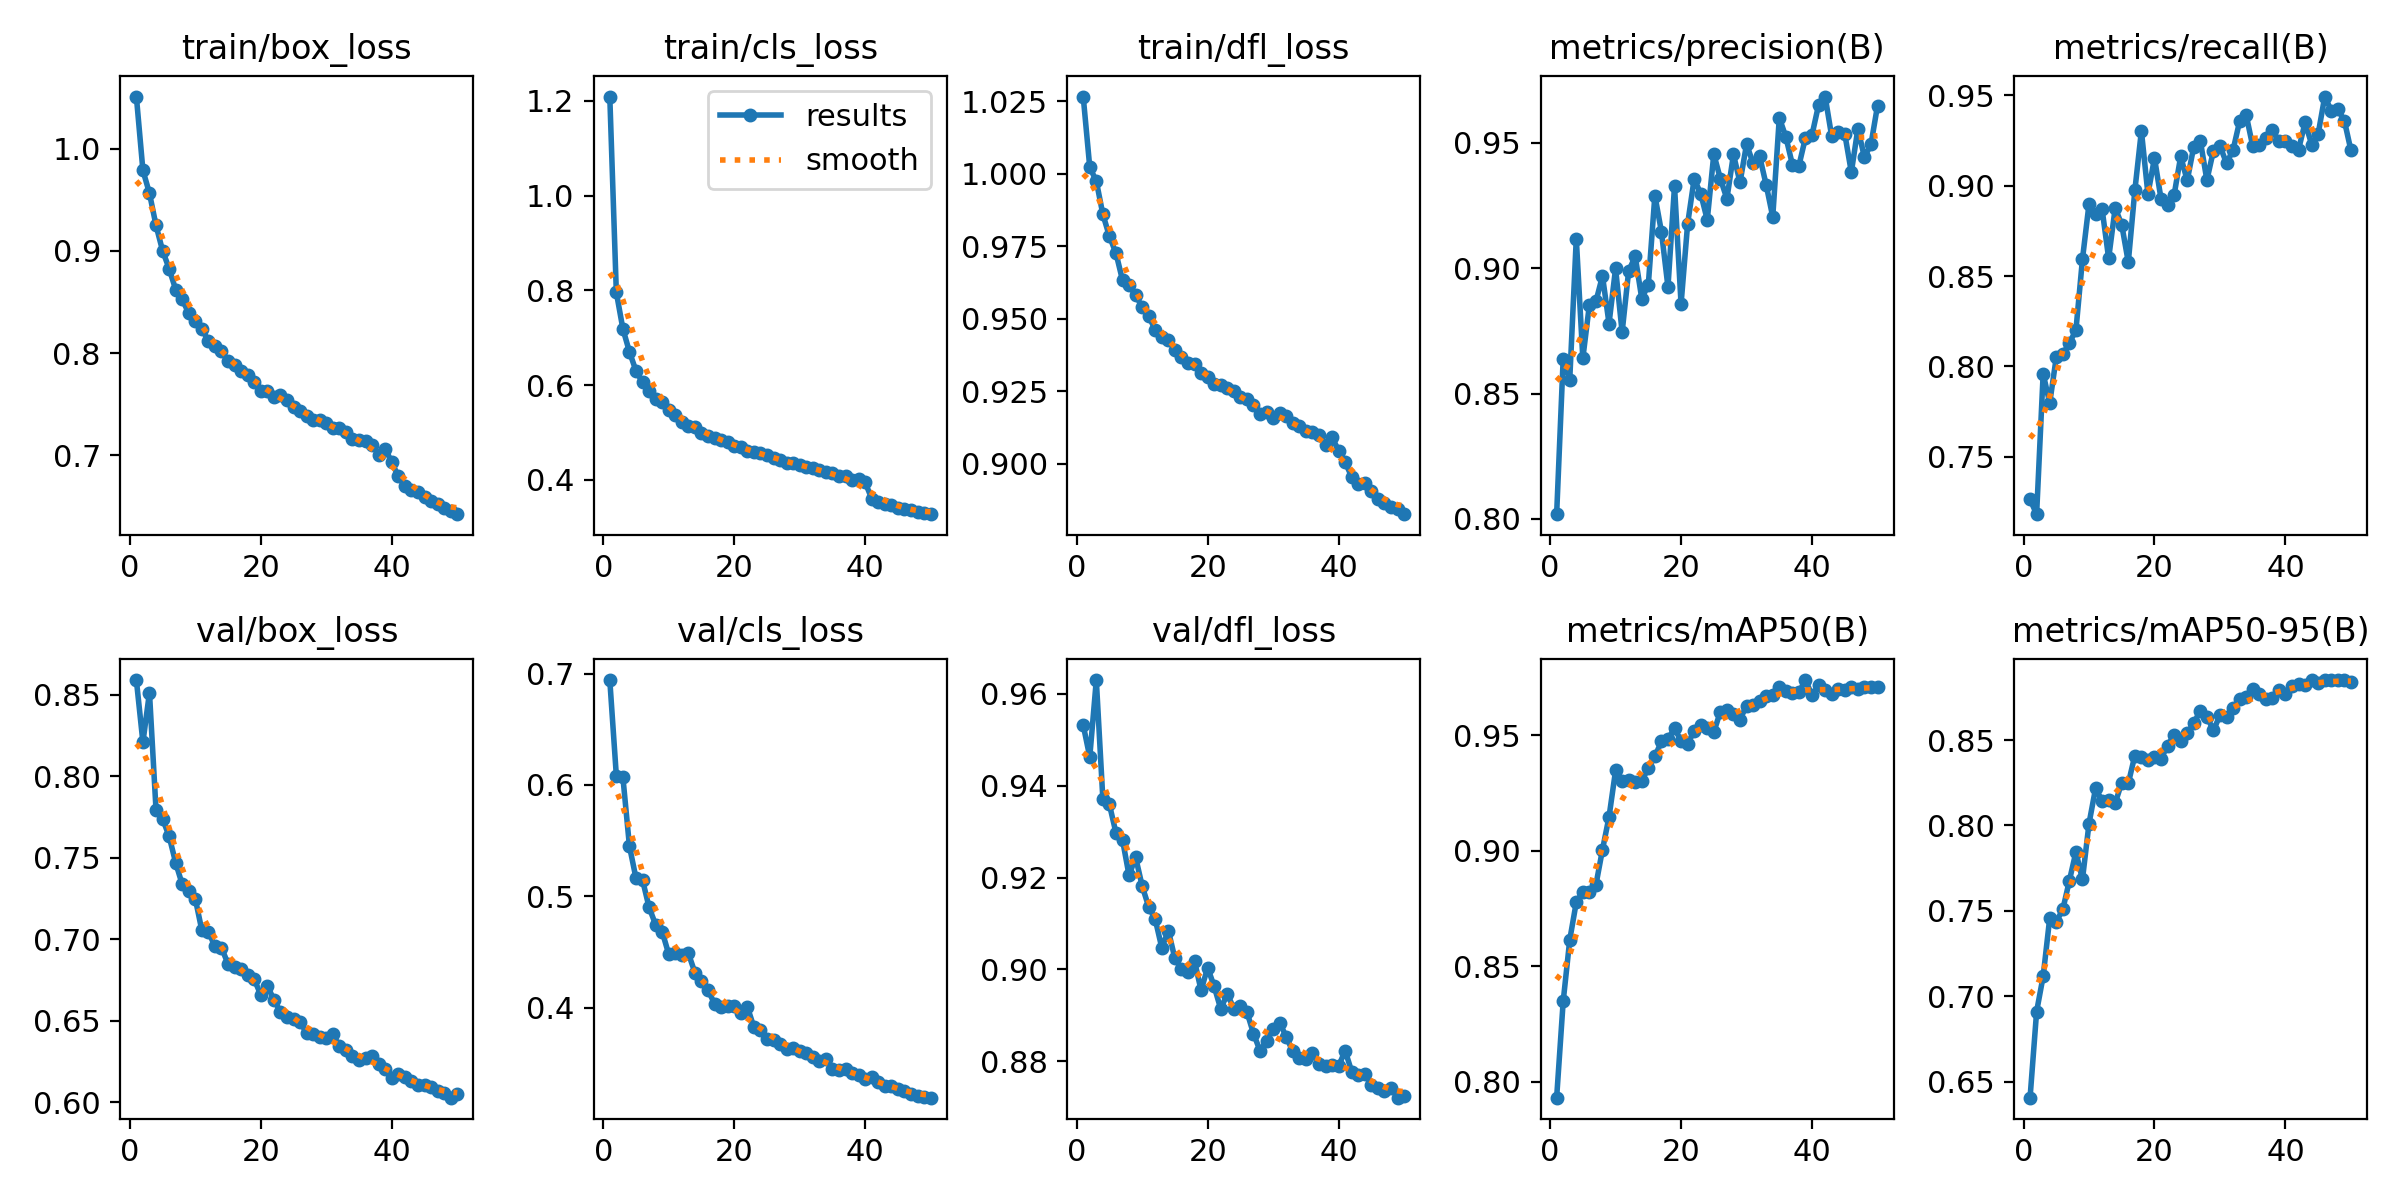 train/box_loss
train/cls_loss
train/dfl_loss
metrics/precision(B)
metrics/recall(B)
1.0
0.9
0.8
0.7
0 20 40
results
smooth
1.2
1.0
0.8
0.6
0.4
0 20 40
1.025
1.000
0.975
0.950
0.925
0.900
0 20 40
0.95
0.90
0.85
0.80
0 20 40
0.95
0.90
0.85
0.80
0.75
0 20 40
val/box_loss
val/cls_loss
val/dfl_loss
metrics/mAP50(B)
metrics/mAP50-95(B)
0.85
0.80
0.75
0.70
0.65
0.60
0 20 40
0.7
0.6
0.5
0.4
0 20 40
0.96
0.94
0.92
0.90
0.88
0 20 40
0.95
0.90
0.85
0.80
0 20 40
0.85
0.80
0.75
0.70
0.65
0 20 40